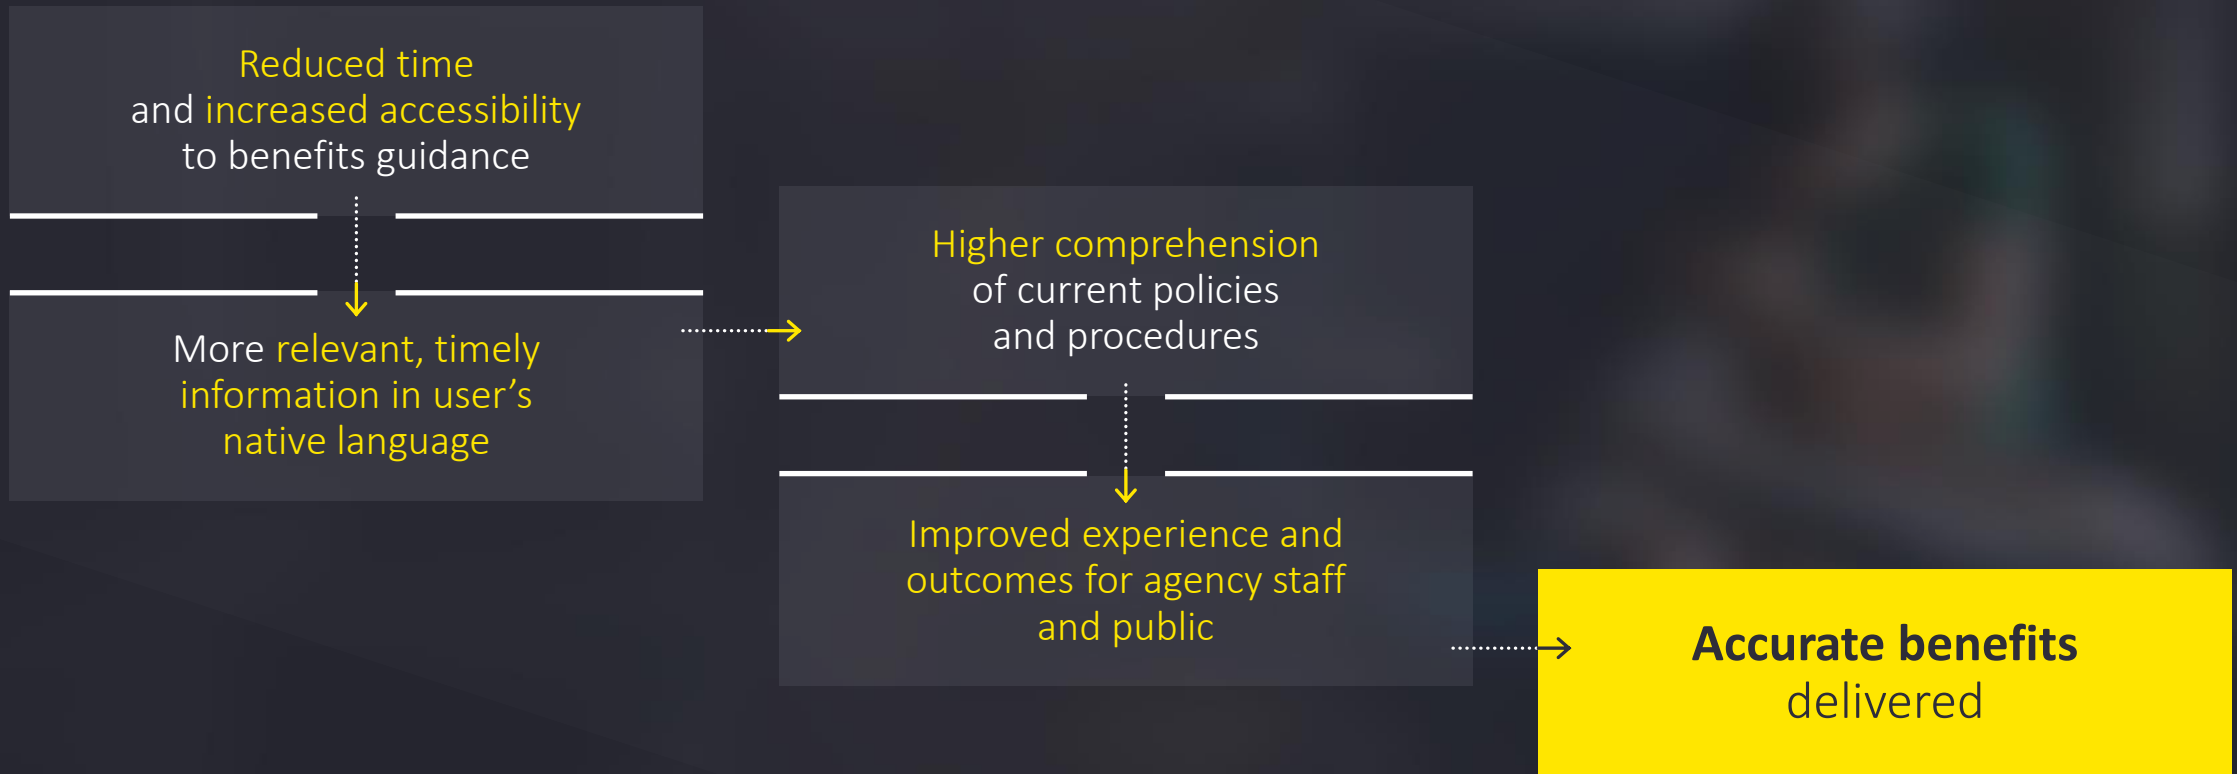 Reduced time
and increased accessibility
to benefits guidance
More relevant, timely
information in user’s
native language
Higher comprehension
of current policies
and procedures
Improved experience and
outcomes for agency staff
and public
Accurate benefits
delivered